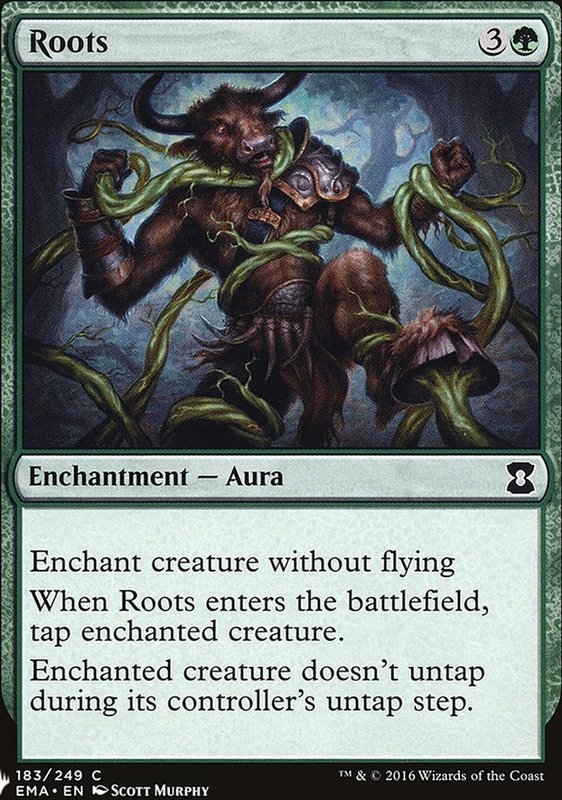 Roots 3
Enchantment — Aura
Enchant creature without flying
When Roots enters the battlefield,
tap enchanted creature.
Enchanted creature doesn't untap
during its controller's untap step.
183/249 C
EMA • EN Scott Murphy
™ & © 2016 Wizards of the Coast